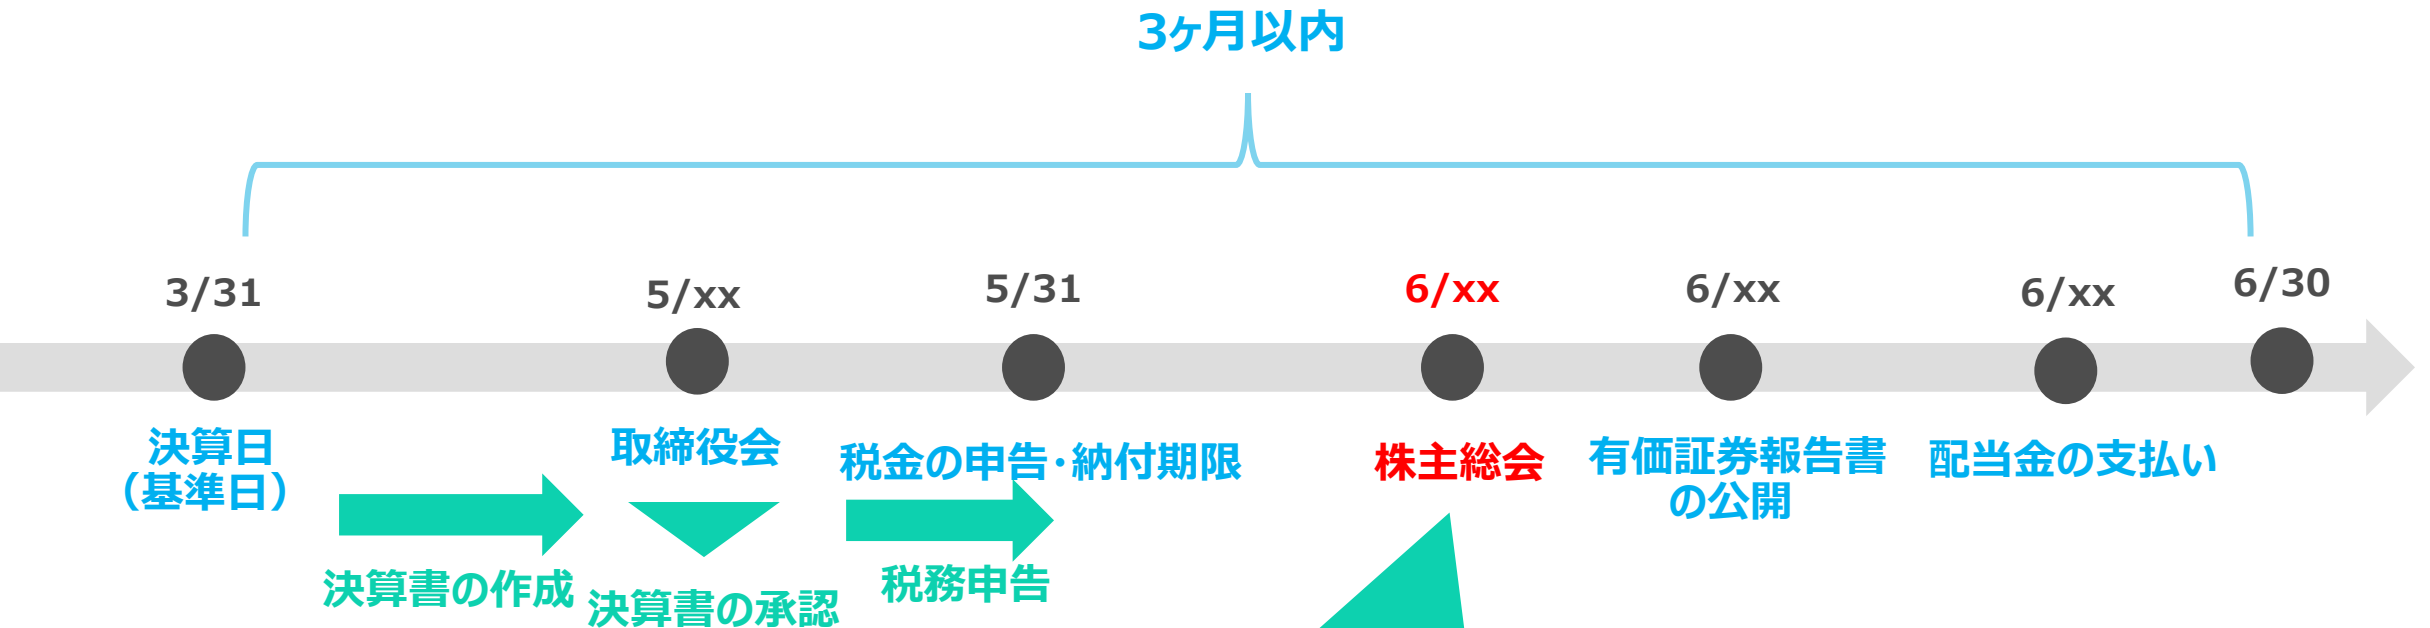 3ヶ月以内
3/31
5/xx
5/31
6/xx
6/xx
6/xx
6/30
決算日
（基準日）
取締役会
税金の申告･納付期限
株主総会
有価証券報告書
の公開
配当金の支払い
決算書の作成
決算書の承認
税務申告